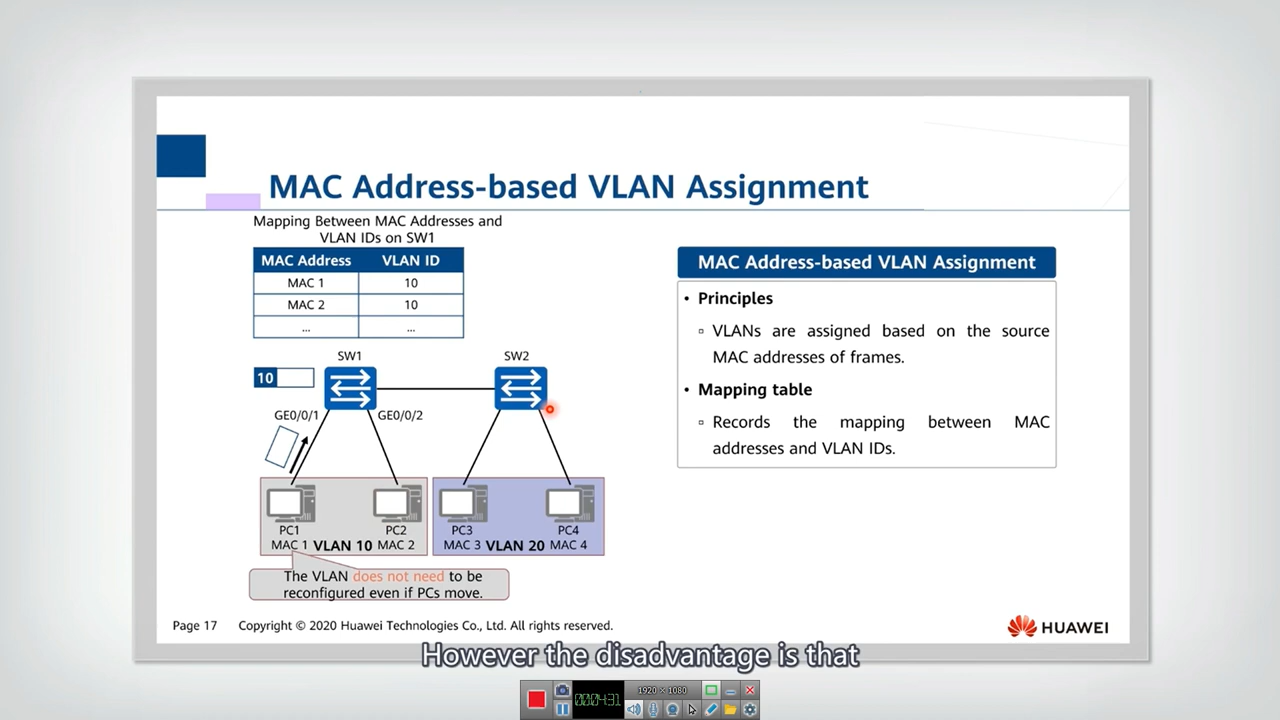 MAC Address-based VLAN Assignment
Mapping Between MAC Addresses and
VLAN IDs on SW1
MAC Address VLAN ID
MAC 1 10
MAC 2 10
... ...
SW1 SW2
10
GE0/0/1 GE0/0/2
PC1 PC2 PC3 PC4
MAC 1 VLAN 10 MAC 2 MAC 3 VLAN 20 MAC 4
The VLAN does not need to be
reconfigured even if PCs move.
MAC Address-based VLAN Assignment
• Principles
▫ VLANs are assigned based on the source
MAC addresses of frames.
• Mapping table
▫ Records the mapping between MAC
addresses and VLAN IDs.
Page 17 Copyright © 2020 Huawei Technologies Co., Ltd. All rights reserved.
HUAWEI
However the disadvantage is that
1920 × 1080
000:04:31